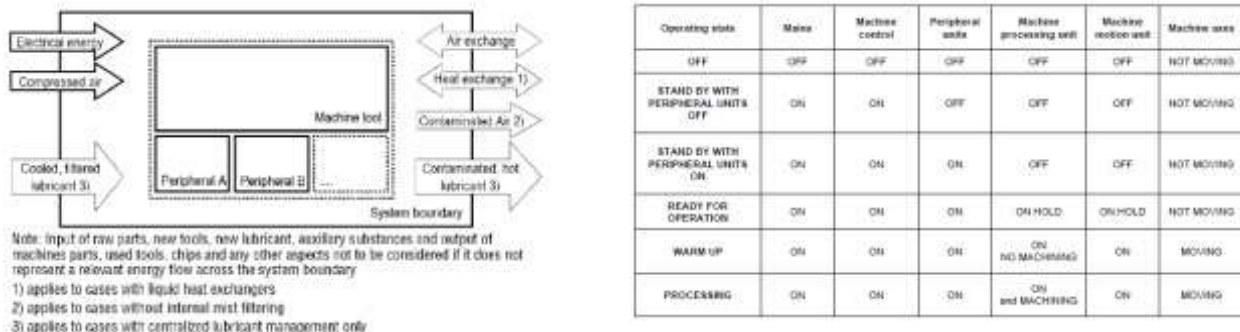 Electrical energy
Compressed air
Cooled, filtered
lubricant 3)
Machine tool
Peripheral A
Peripheral B
...
System boundary
Air exchange
Heat exchange 1)
Contaminated Air 2)
Contaminated, hot
lubricant 3)
Note: Input of raw parts, new tools, new lubricant, auxiliary substances and output of
machines parts, used tools, chips and any other aspects not to be considered if it does not
represent a relevant energy flow across the system boundary
1) applies to cases with liquid heat exchangers
2) applies to cases without internal mist filtering
3) applies to cases with centralized lubricant management only
Operating state Mains Machine control Peripheral units Machine processing unit Machine motion unit Machine axes
OFF OFF OFF OFF OFF OFF NOT MOVING
STAND BY WITH PERIPHERAL UNITS OFF ON ON OFF OFF OFF NOT MOVING
STAND BY WITH PERIPHERAL UNITS ON ON ON ON OFF OFF NOT MOVING
READY FOR OPERATION ON ON ON ON HOLD ON HOLD NOT MOVING
WARM UP ON ON ON ON NO MACHINING ON MOVING
PROCESSING ON ON ON ON and MACHINING ON MOVING